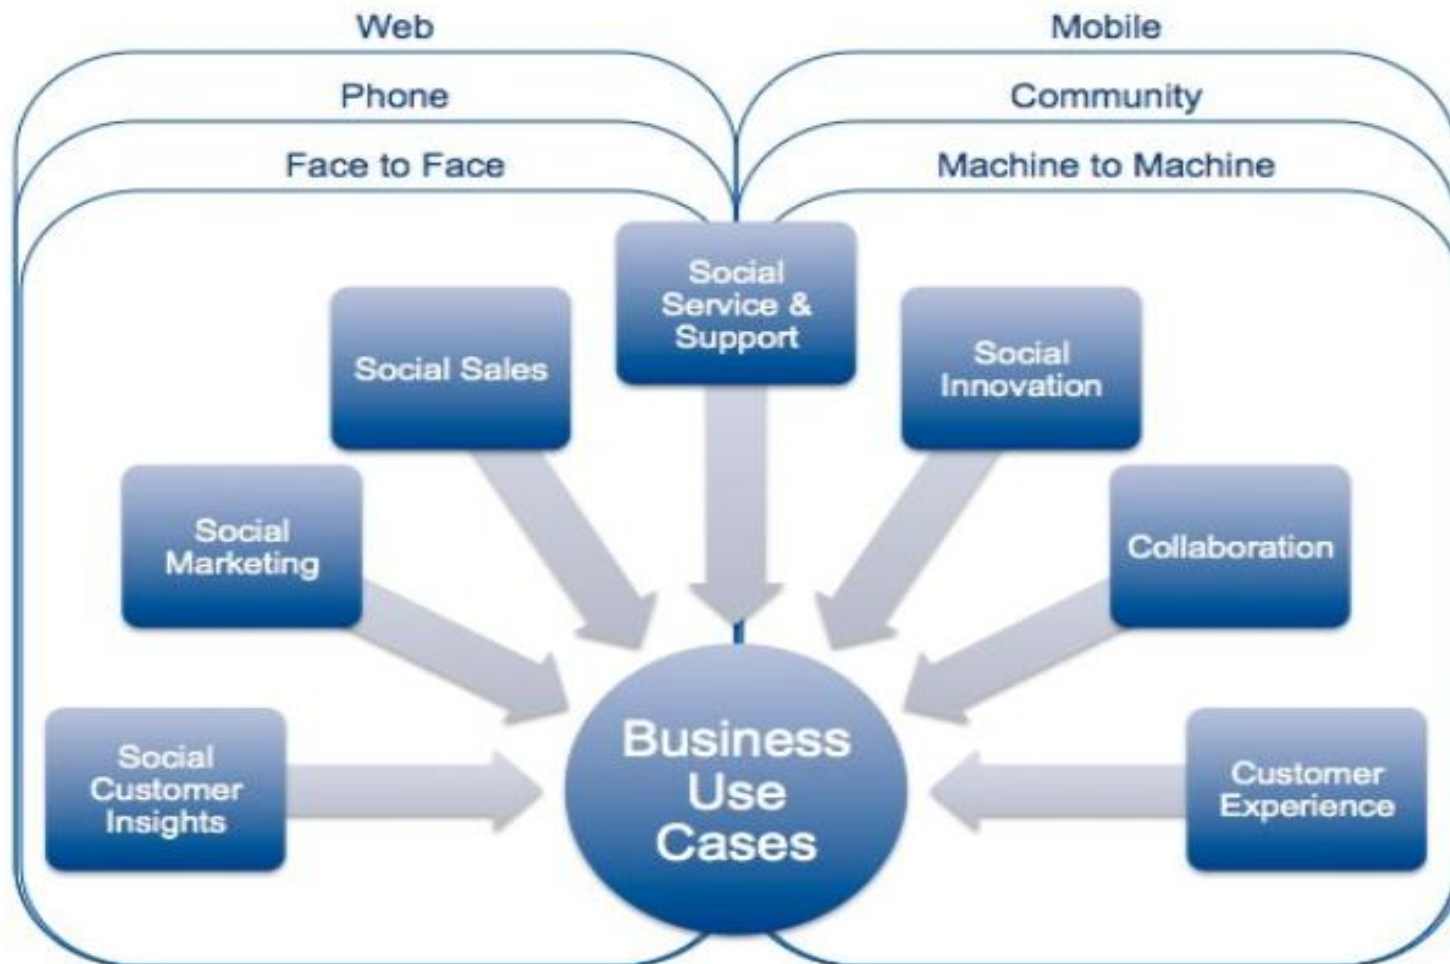 Web
Mobile
Phone
Community
Face to Face
Machine to Machine
Social
Service &
Support
Social Sales
Social
Innovation
Social
Marketing
Collaboration
Social
Customer
Insights
Business
Use
Cases
Customer
Experience